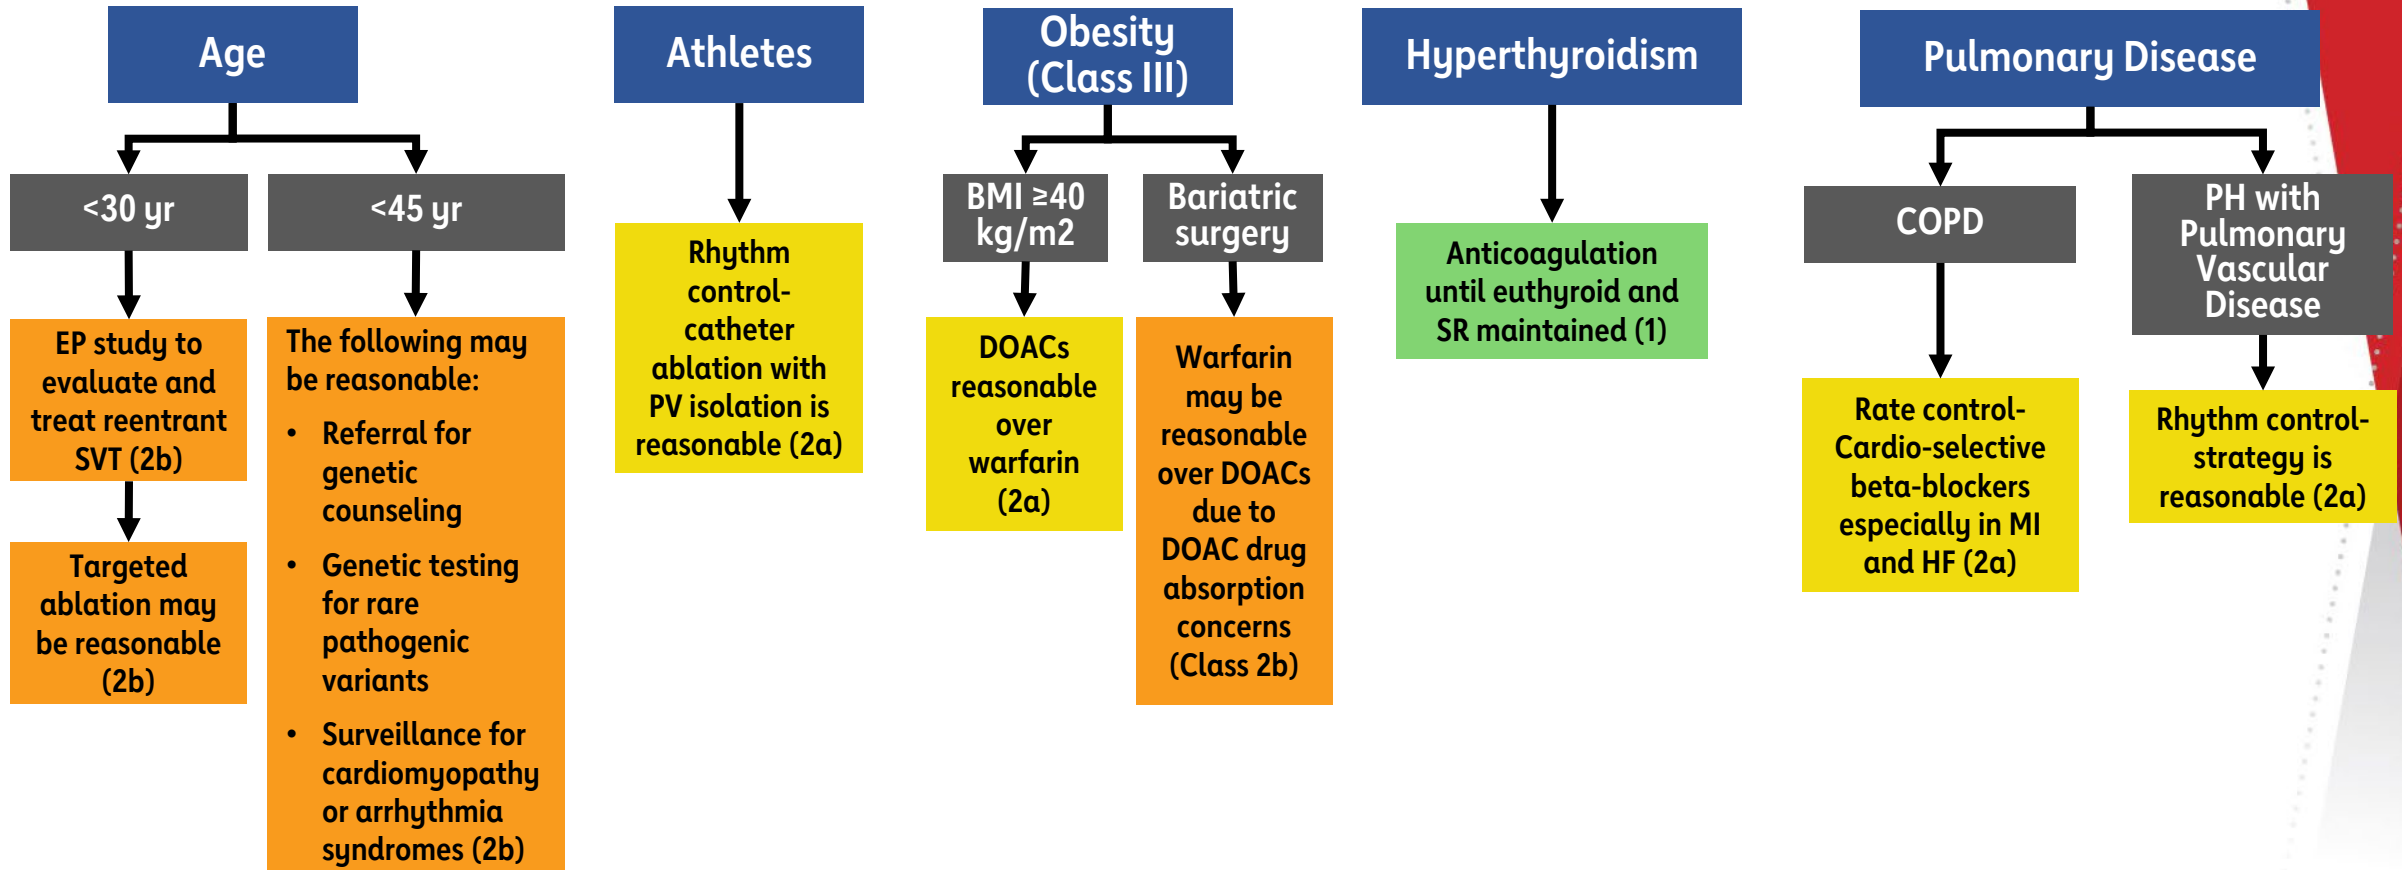 Age
<30 yr
<45 yr
EP study to
evaluate and
treat reentrant
SVT (2b)
Targeted
ablation may
be reasonable
(2b)
The following may
be reasonable:
• Referral for
genetic
counseling
• Genetic testing
for rare
pathogenic
variants
• Surveillance for
cardiomyopathy
or arrhythmia
syndromes (2b)
Athletes
Rhythm
control-
catheter
ablation with
PV isolation is
reasonable (2a)
Obesity
(Class III)
BMI ≥40
kg/m2
Bariatric
surgery
DOACs
reasonable
over
warfarin
(2a)
Warfarin
may be
reasonable
over DOACs
due to
DOAC drug
absorption
concerns
(Class 2b)
Hyperthyroidism
Anticoagulation
until euthyroid and
SR maintained (1)
Pulmonary Disease
COPD
PH with
Pulmonary
Vascular
Disease
Rate control-
Cardio-selective
beta-blockers
especially in MI
and HF (2a)
Rhythm control-
strategy is
reasonable (2a)